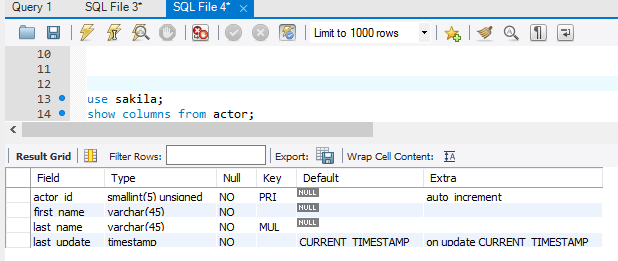 Query 1 SQL File 3* SQL File 4*
Limit to 1000 rows
10
11
12
13 use sakila;
14 show columns from actor;
Result Grid Filter Rows: Export: Wrap Cell Content:
Field Type Null Key Default Extra
actor_id smallint(5) unsigned NO PRI NULL auto_increment
first_name varchar(45) NO NULL
last_name varchar(45) NO MUL NULL
last_update timestamp NO CURRENT_TIMESTAMP on update CURRENT_TIMESTAMP